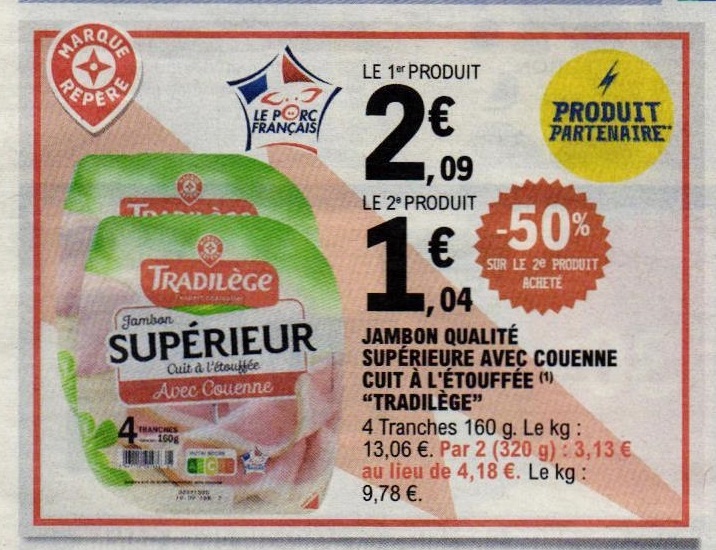 MARQUE
REPÈRE
LE PORC
FRANÇAIS
LE 1er PRODUIT
2€
,09
PRODUIT
PARTENAIRE**
LE 2e PRODUIT
1€
,04
-50%
SUR LE 2e PRODUIT
ACHETÉ
TRADILÈGE
Jambon
SUPÉRIEUR
Cuit à l'étouffée
Avec Couenne
4 TRANCHES
160g
JAMBON QUALITÉ
SUPÉRIEURE AVEC COUENNE
CUIT À L'ÉTOUFFÉE (1)
“TRADILÈGE”
4 Tranches 160 g. Le kg :
13,06 €. Par 2 (320 g) : 3,13 €
au lieu de 4,18 €. Le kg :
9,78 €.